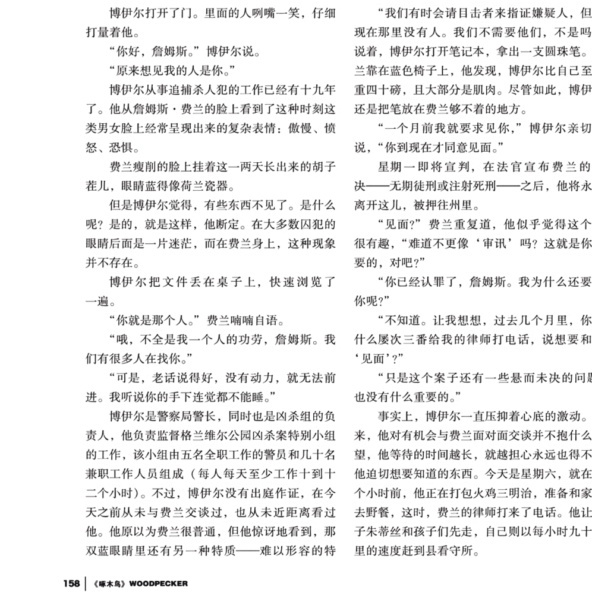 博伊尔打开了门。里面的人咧嘴一笑，仔细
打量着他。
“你好，詹姆斯。”博伊尔说。
“原来想见我的人是你。”
博伊尔从事追捕杀人犯的工作已经有十九年
了。他从詹姆斯·费兰的脸上看到了这种时刻这
类男女脸上经常呈现出来的复杂表情：傲慢、愤
怒、恐惧。
费兰瘦削的脸上挂着这一两天长出来的胡子
茬儿，眼睛蓝得像荷兰瓷器。
但是博伊尔觉得，有些东西不见了。是什么
呢？是的，就是这样，他断定。在大多数囚犯的
眼睛后面是一片迷茫，而在费兰身上，这种现象
并不存在。
博伊尔把文件丢在桌子上，快速浏览了
一遍。
“你就是那个人。”费兰喃喃自语。
“哦，不全是我一个人的功劳，詹姆斯。我
们有很多人在找你。”
“可是，老话说得好，没有动力，就无法前
进。我听说你的手下连觉都不能睡。”
博伊尔是警察局警长，同时也是凶杀组的负
责人，他负责监督格兰维尔公园凶杀案特别小组
的工作，该小组由五名全职工作的警员和几十名
兼职工作人员组成（每人每天至少工作十到十
二个小时）。不过，博伊尔没有出庭作证，在今
天之前从未与费兰交谈过，也从未近距离看过
他。他原以为费兰很普通，但他惊讶地看到，那
双蓝眼睛里还有另一种特质——难以形容的特
“我们有时会请目击者来指证嫌疑人，但
现在那里没有人。我们不需要他们，不是吗
说着，博伊尔打开笔记本，拿出一支圆珠笔。
兰靠在蓝色椅子上，他发现，博伊尔比自己至
重四十磅，且大部分是肌肉。尽管如此，博伊
还是把笔放在费兰够不着的地方。
“一个月前我就要求见你，”博伊尔亲切
说，“你到现在才同意见面。”
星期一即将宣判，在法官宣布费兰的
决——无期徒刑或注射死刑——之后，他将永
离开这儿，被押往州里。
“见面？”费兰重复道，他似乎觉得这个
很有趣，“难道不更像‘审讯’吗？这就是你
要的，对吧？”
“你已经认罪了，詹姆斯。我为什么还要
你呢？”
“不知道。让我想想，过去几个月里，你
什么屡次三番给我的律师打电话，说想要和
‘见面’？”
“只是这个案子还有一些悬而未决的问题
也没有什么重要的。”
事实上，博伊尔一直压抑着心底的激动。
来，他对有机会与费兰面对面交谈并不抱什么
望，他等待的时间越长，就越担心永远也得不
他迫切想要知道的东西。今天是星期六，就在
个小时前，他正在打包火鸡三明治，准备和家
去野餐，这时，费兰的律师打来了电话。他让
子朱蒂丝和孩子们先走，自己则以每小时九十
里的速度赶到县看守所。
158 《啄木鸟》WOODPECKER